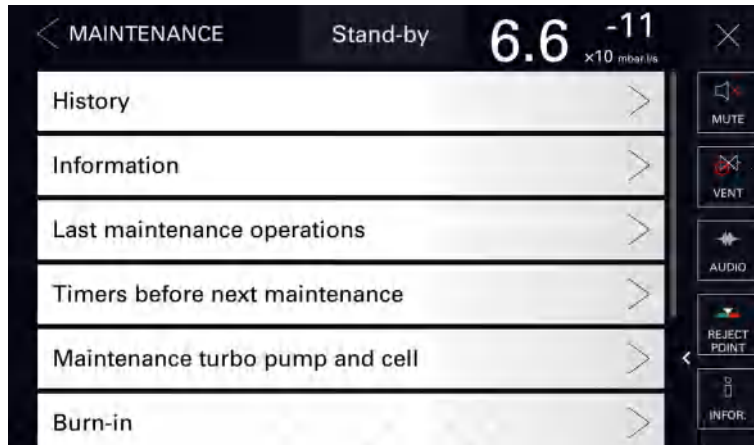 MAINTENANCE Stand-by 6.6 -11
x10 mbar.l/s
History
MUTE
Information
VENT
Last maintenance operations
AUDIO
Timers before next maintenance
REJECT
POINT
Maintenance turbo pump and cell
Burn-in
INFOR.